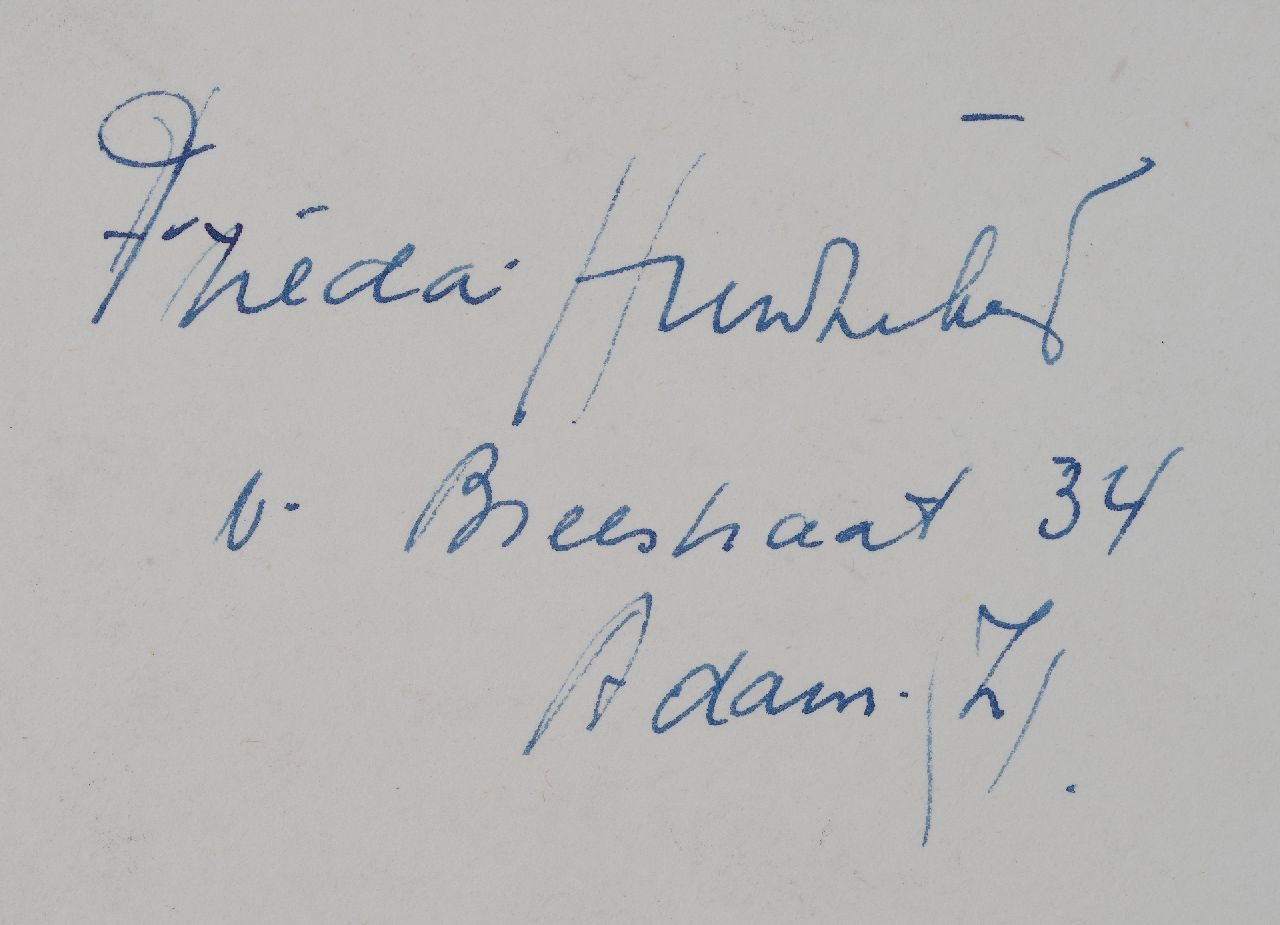 Frieda Hunziker
v. Breestraat 34
Adam. (Z).